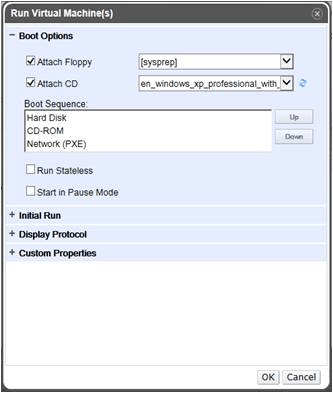 Run Virtual Machine(s)
Boot Options
Attach Floppy [sysprep]
Attach CD en_windows_xp_professional_with_
Boot Sequence:
Hard Disk
CD-ROM
Network (PXE)
Up
Down
Run Stateless
Start in Pause Mode
Initial Run
Display Protocol
Custom Properties
OK Cancel